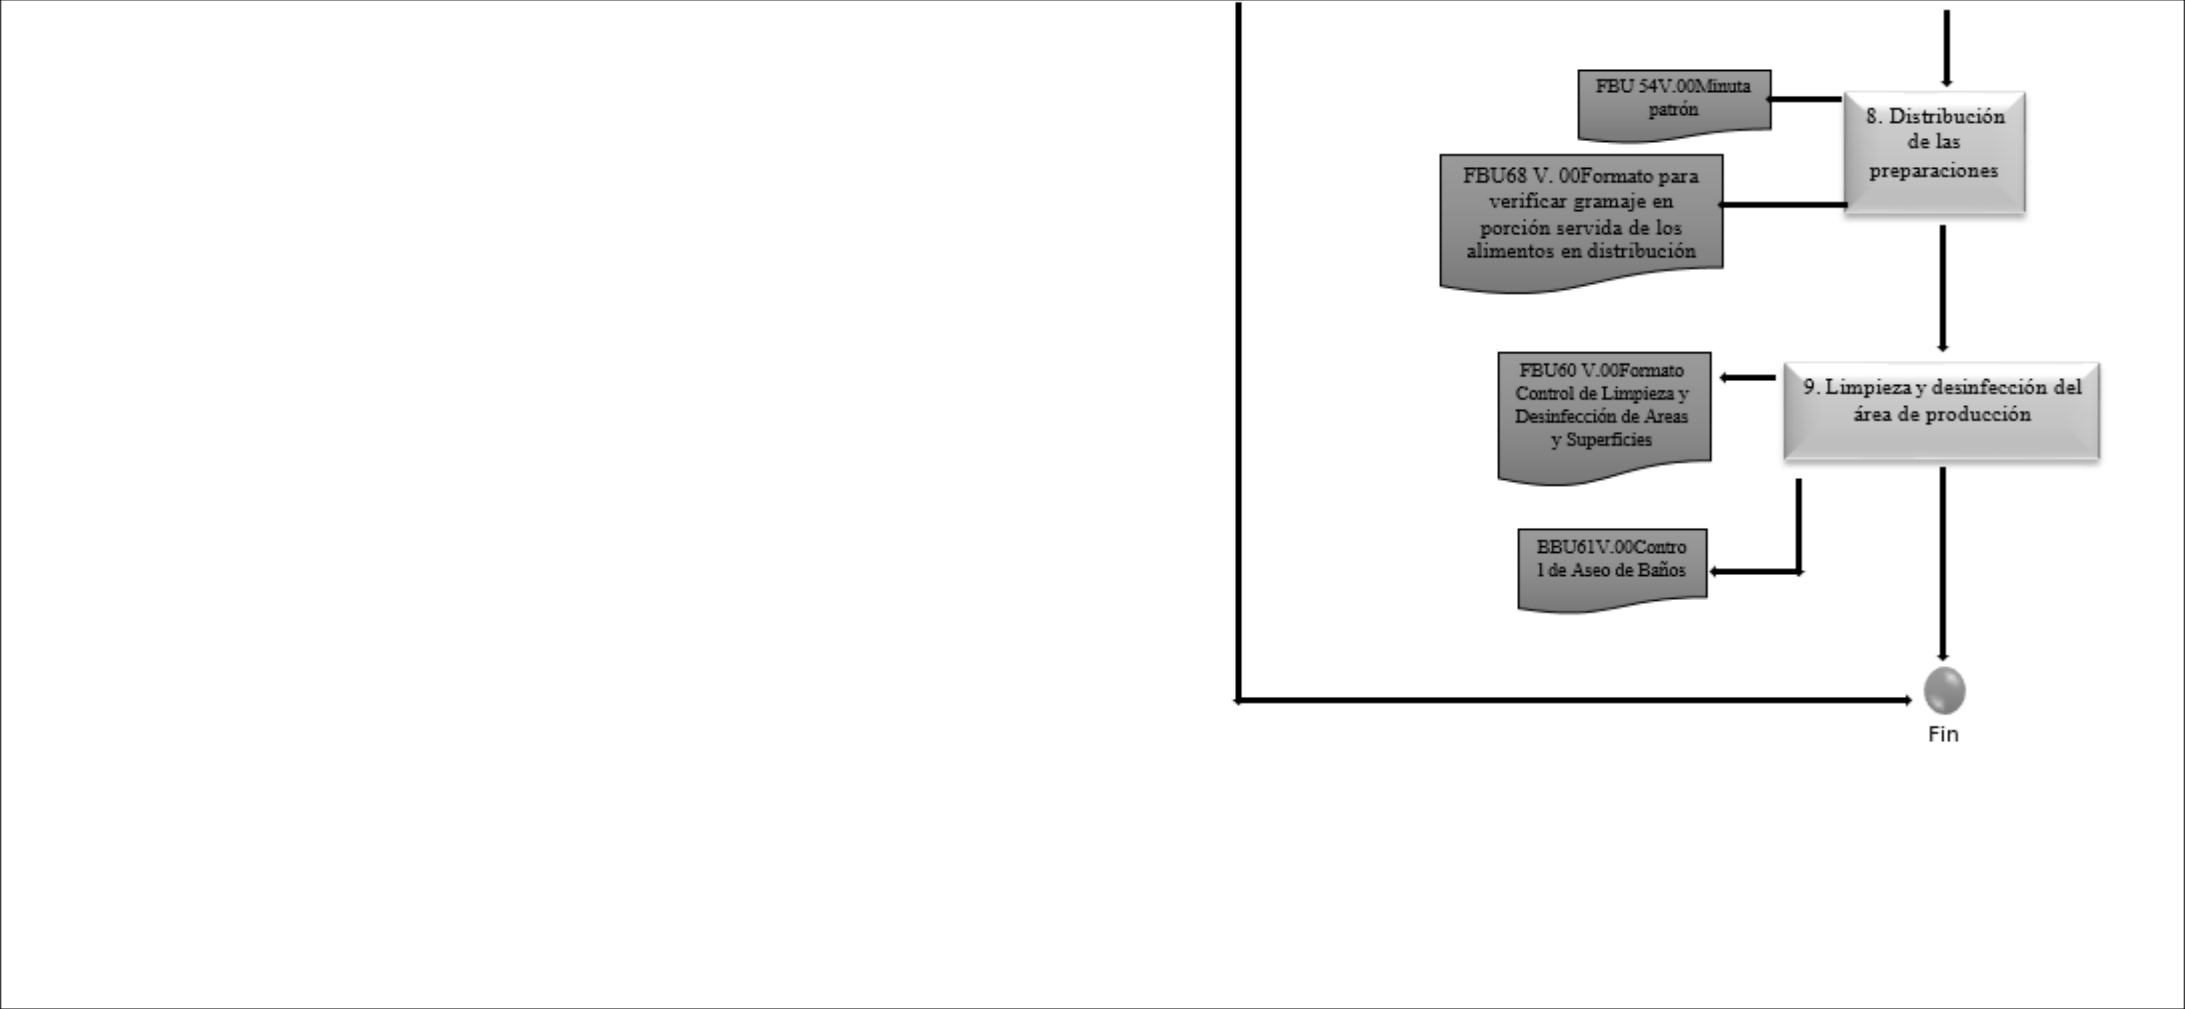 FBU 54V.00Minuta
patrón
8. Distribución
de las
preparaciones
FBU68 V. 00Formato para
verificar gramaje en
porción servida de los
alimentos en distribución
FBU60 V.00Formato
Control de Limpieza y
Desinfección de Areas
y Superficies
9. Limpieza y desinfección del
área de producción
BBU61V.00Contro
l de Aseo de Baños
Fin